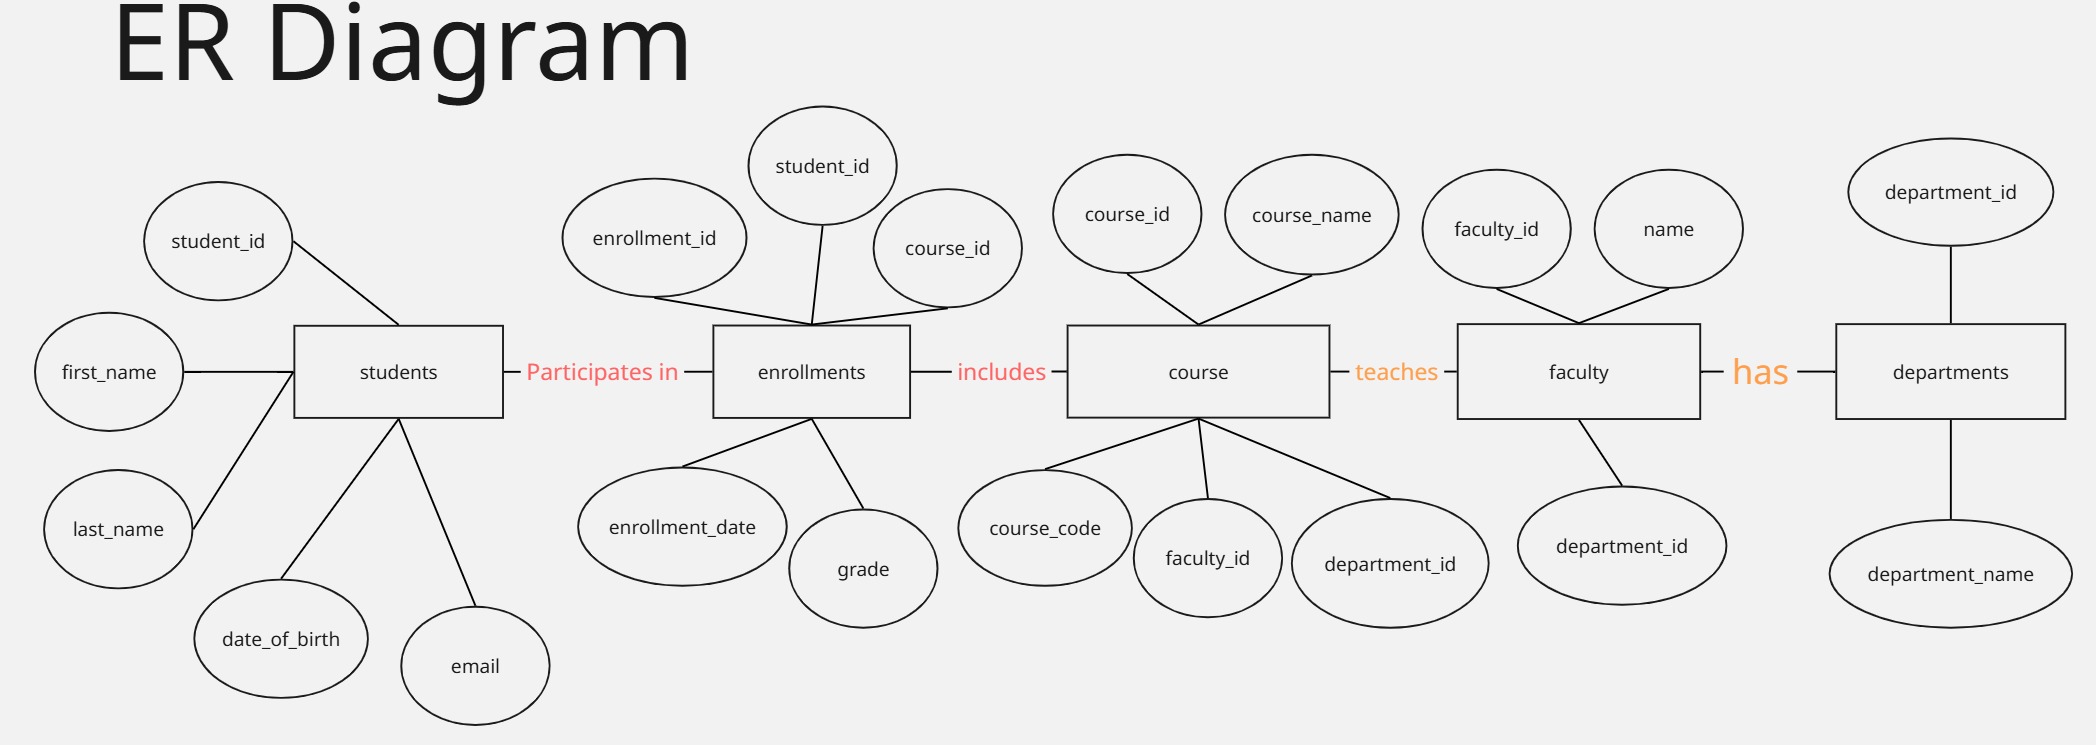 ER Diagram
student_id
first_name
last_name
date_of_birth
email
students
Participates in
enrollment_id
student_id
course_id
enrollments
enrollment_date
grade
includes
course_id
course_name
course
course_code
faculty_id
department_id
teaches
faculty_id
name
faculty
department_id
has
department_id
departments
department_name